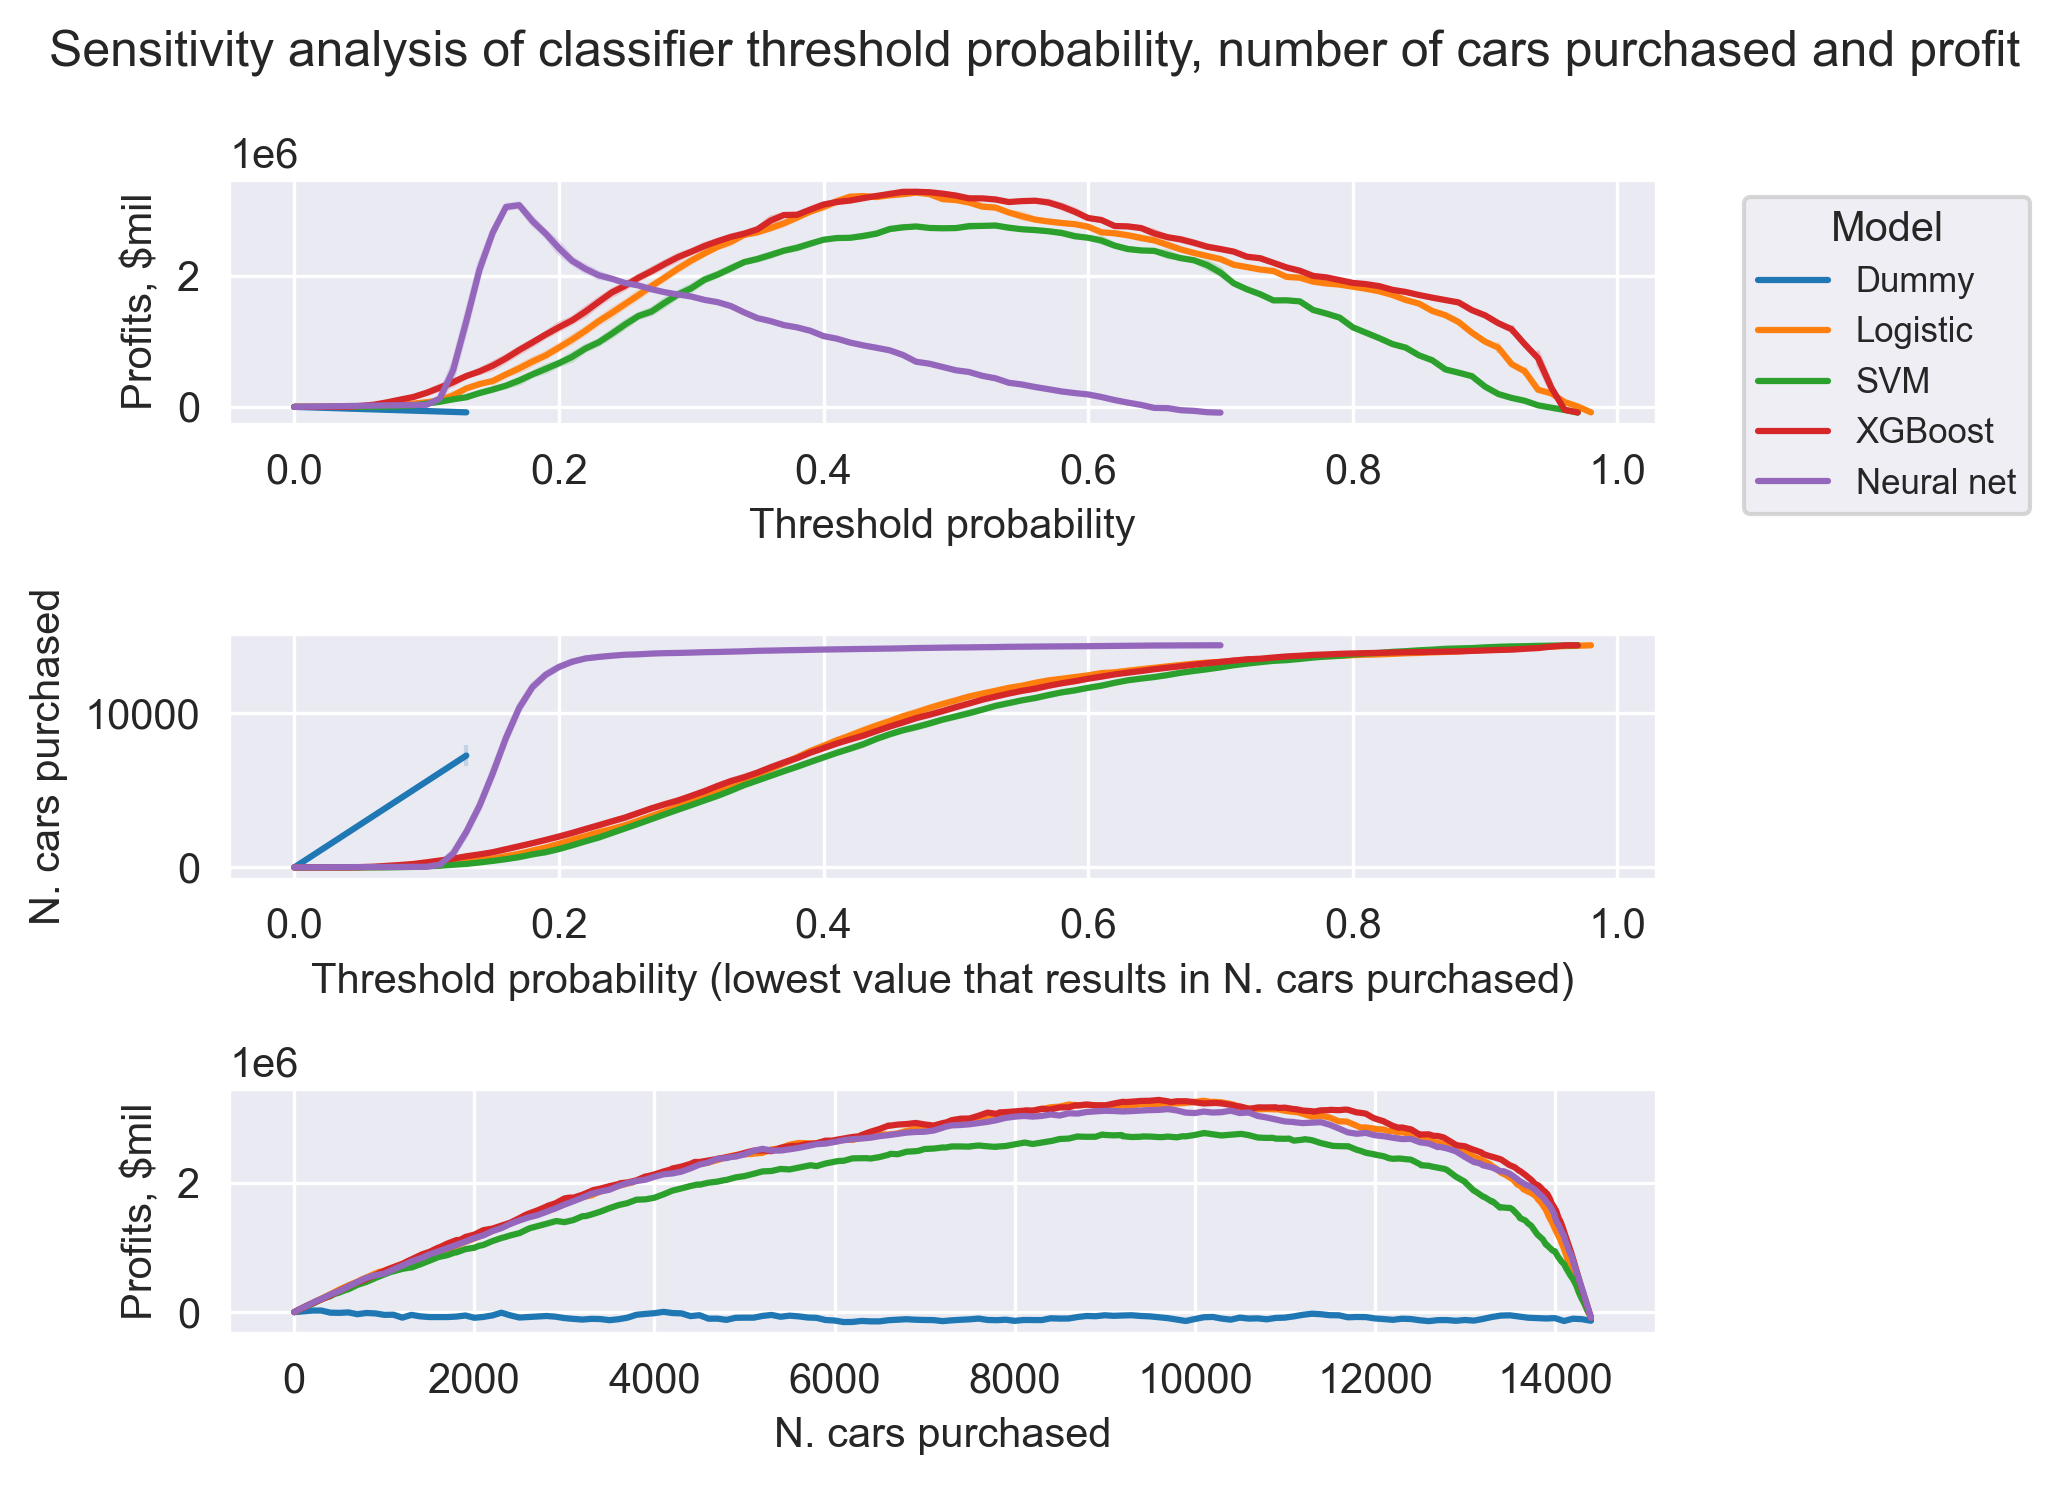 Sensitivity analysis of classifier threshold probability, number of cars purchased and profit
1e6
Profits, $mil
2
0
0.0 0.2 0.4 0.6 0.8 1.0
Threshold probability
Model
Dummy
Logistic
SVM
XGBoost
Neural net
N. cars purchased
10000
0
0.0 0.2 0.4 0.6 0.8 1.0
Threshold probability (lowest value that results in N. cars purchased)
1e6
Profits, $mil
2
0
0 2000 4000 6000 8000 10000 12000 14000
N. cars purchased